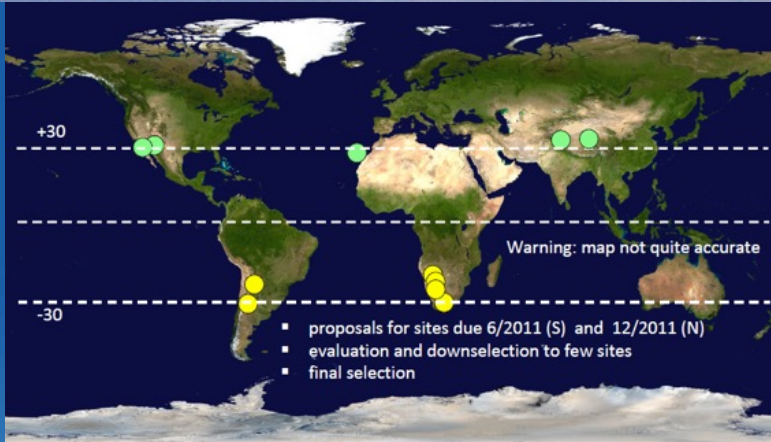 +30
Warning: map not quite accurate
-30
▪ proposals for sites due 6/2011 (S) and 12/2011 (N)
▪ evaluation and downselection to few sites
▪ final selection